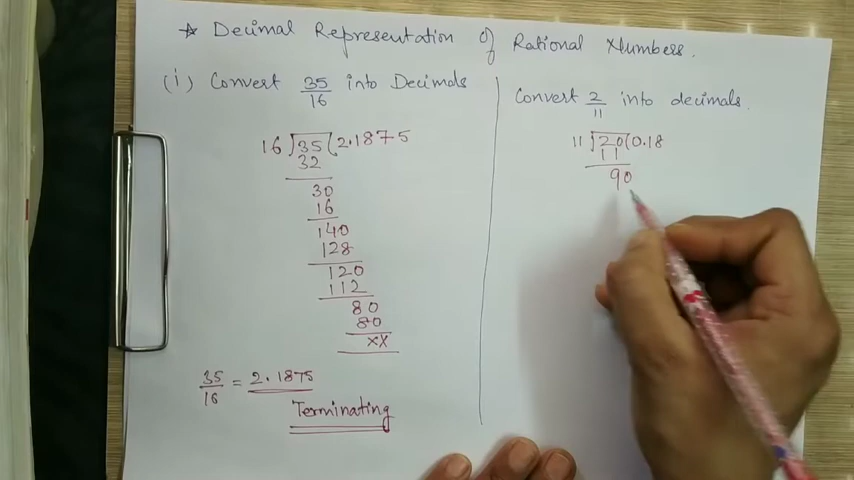 ☆ Decimal Representation of Rational Numbers.
(i) Convert 35/16 into Decimals
16)35(2.1875
32
30
16
140
128
120
112
80
80
xx
35/16 = 2.1875
Terminating
Convert 2/11 into decimals.
11)20(0.18
11
90